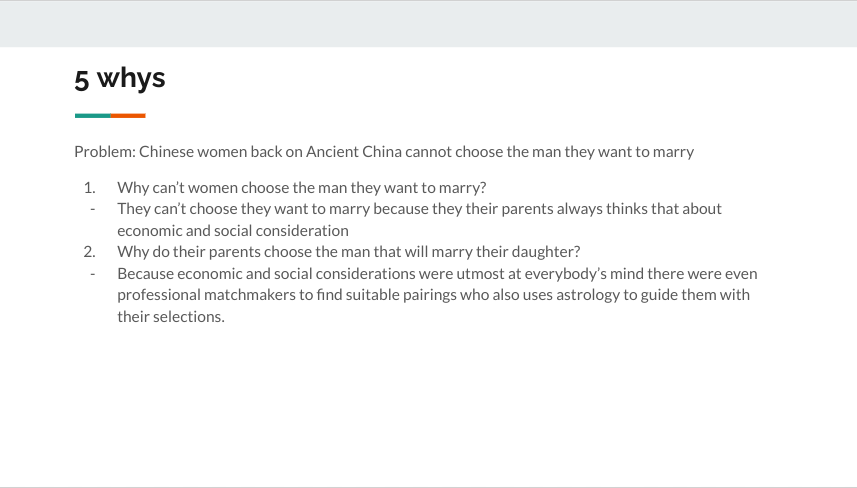 5 whys
Problem: Chinese women back on Ancient China cannot choose the man they want to marry
1. Why can't women choose the man they want to marry?
- They can't choose they want to marry because they their parents always thinks that about
economic and social consideration
2. Why do their parents choose the man that will marry their daughter?
- Because economic and social considerations were utmost at everybody's mind there were even
professional matchmakers to find suitable pairings who also uses astrology to guide them with
their selections.